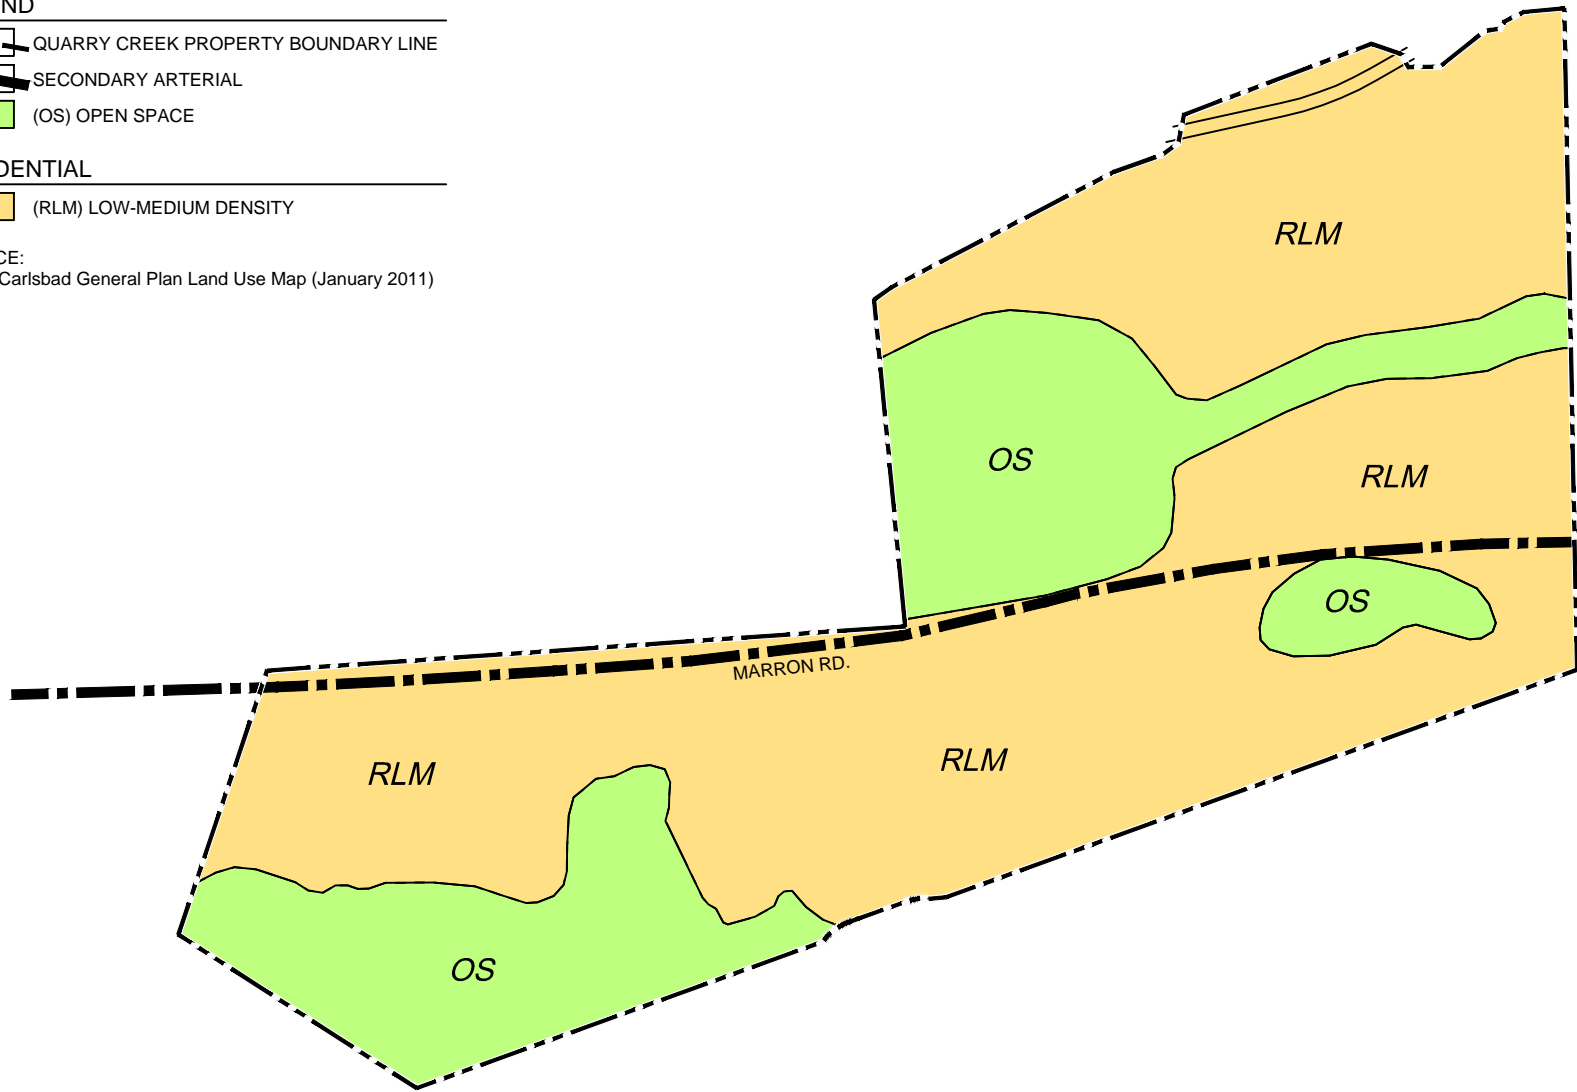 ND
QUARRY CREEK PROPERTY BOUNDARY LINE
SECONDARY ARTERIAL
(OS) OPEN SPACE
DENTIAL
(RLM) LOW-MEDIUM DENSITY
CE:
Carlsbad General Plan Land Use Map (January 2011)
RLM
OS
RLM
OS
MARRON RD.
RLM
RLM
OS